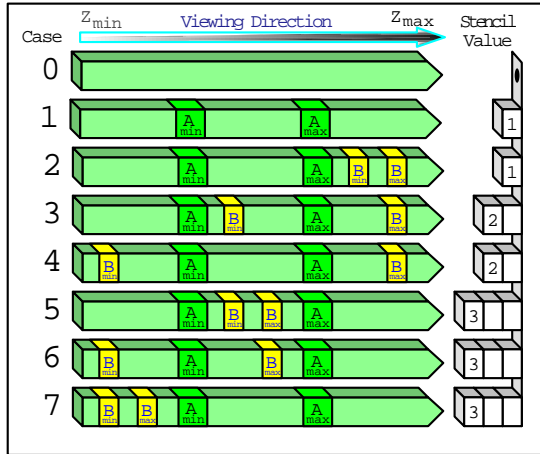 Case Zmin Viewing Direction Zmax Stencil Value
0
1 A min A max 1
2 A min A max B min B max 1
3 A min B min A max B max 2
4 B min A min A max B max 2
5 A min B min B max A max 3
6 B min A min B max A max 3
7 B min B max A min A max 3